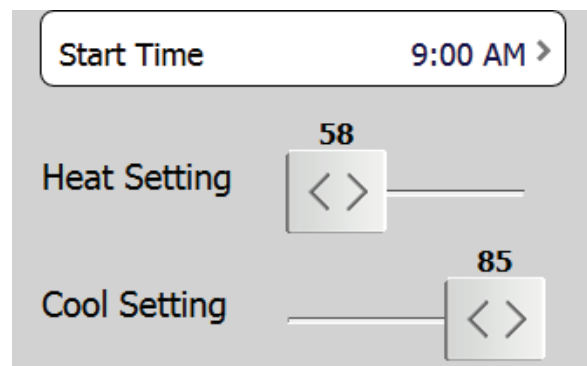 Start Time 9:00 AM >
58
Heat Setting < >
85
Cool Setting < >